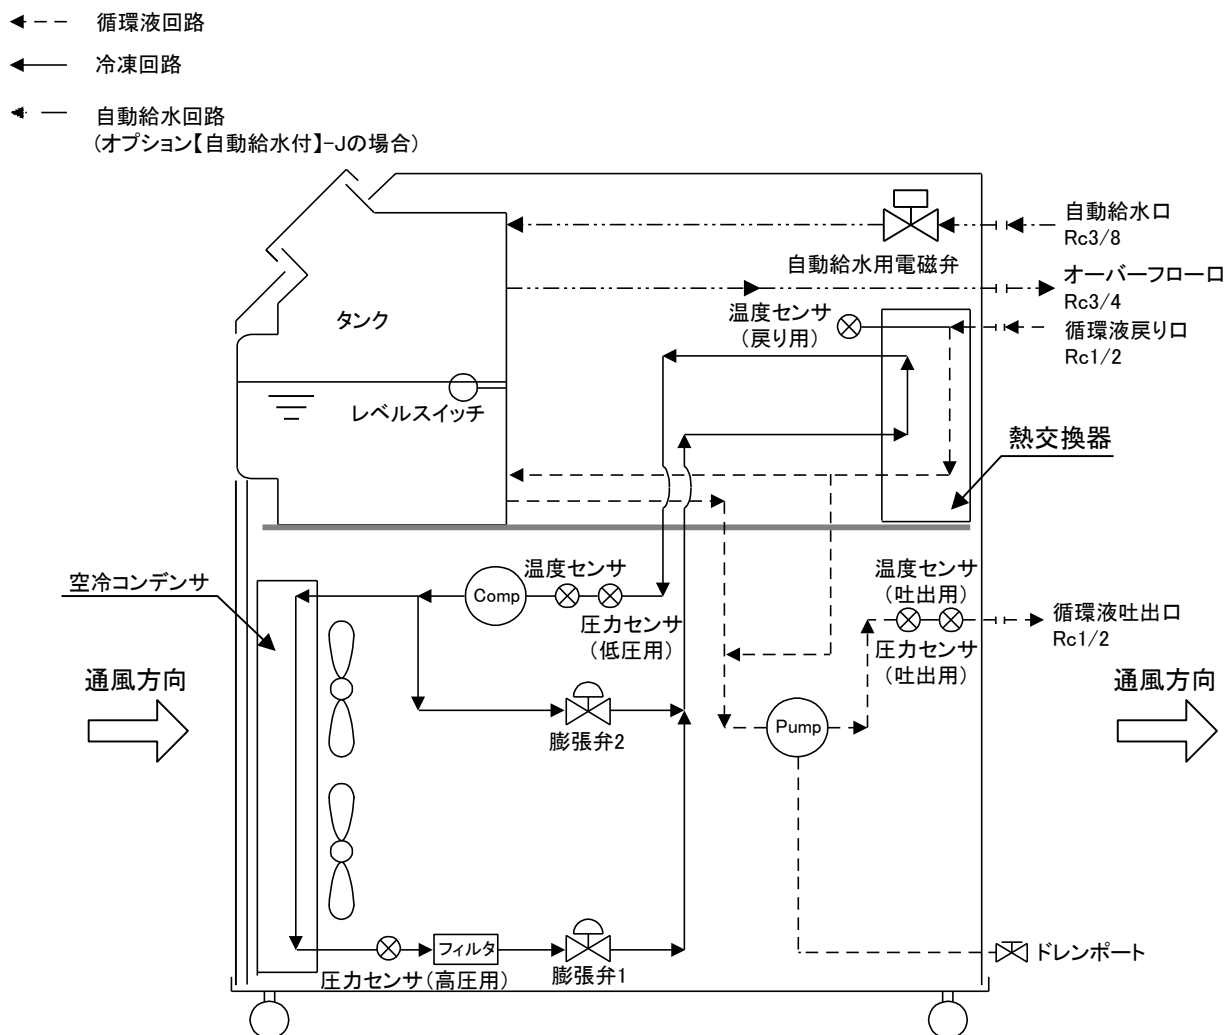 循環液回路
冷凍回路
自動給水回路
(オプション【自動給水付】-Jの場合)
自動給水口
Rc3/8
自動給水用電磁弁
オーバーフロー口
Rc3/4
タンク
温度センサ
(戻り用)
循環液戻り口
Rc1/2
レベルスイッチ
熱交換器
空冷コンデンサ
Comp
温度センサ
圧力センサ
(低圧用)
温度センサ
(吐出用)
圧力センサ
(吐出用)
循環液吐出口
Rc1/2
通風方向
通風方向
膨張弁2
Pump
フィルタ
圧力センサ(高圧用)
膨張弁1
ドレンポート